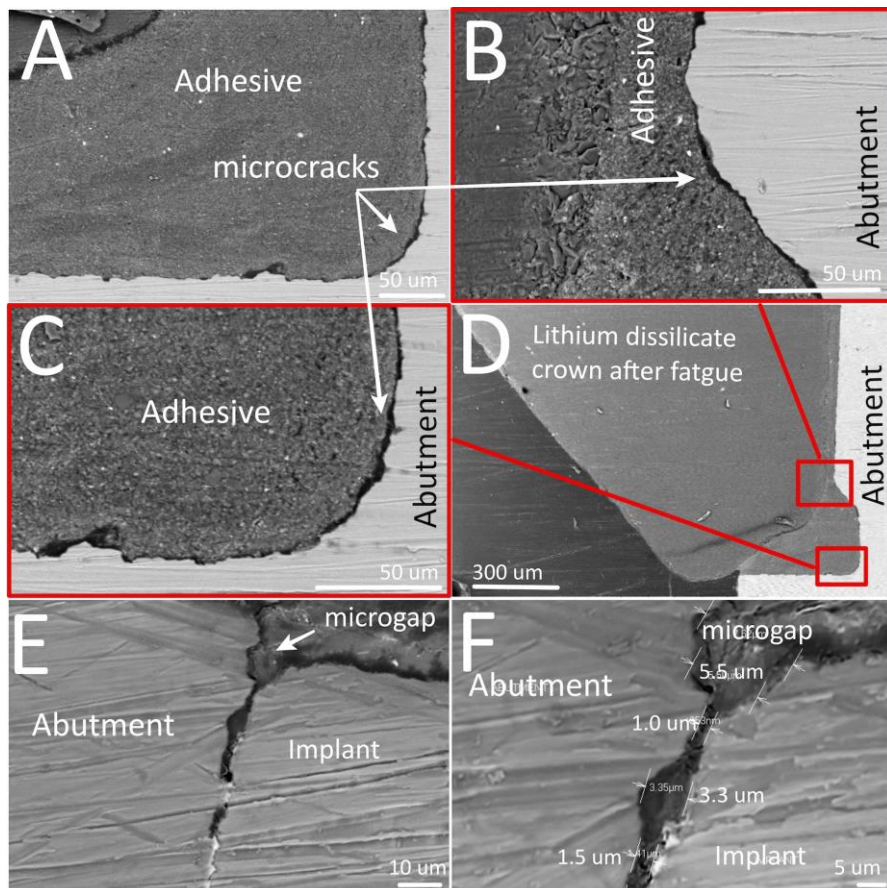 A
Adhesive
microcracks
50 um
B
Adhesive
Abutment
50 um
C
Adhesive
Abutment
50 um
D
Lithium dissilicate
crown after fatgue
Abutment
300 um
E
microgap
Abutment
Implant
10 um
F
microgap
Abutment
5.5 um
1.0 um
3.35µm
3.3 um
1.5 um
Implant
5 um